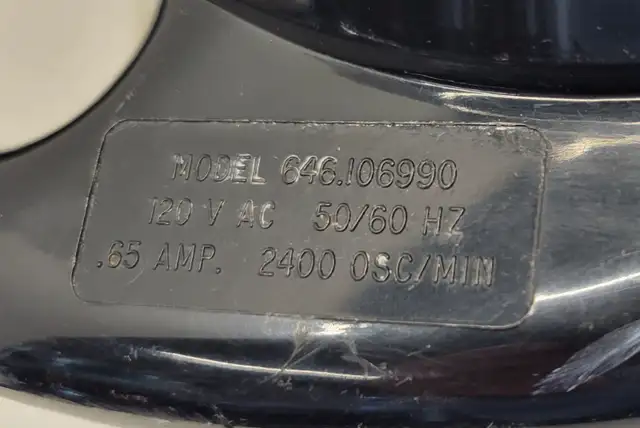 MODEL 646.106990
120 V AC 50/60 HZ
.65 AMP. 2400 OSC/MIN